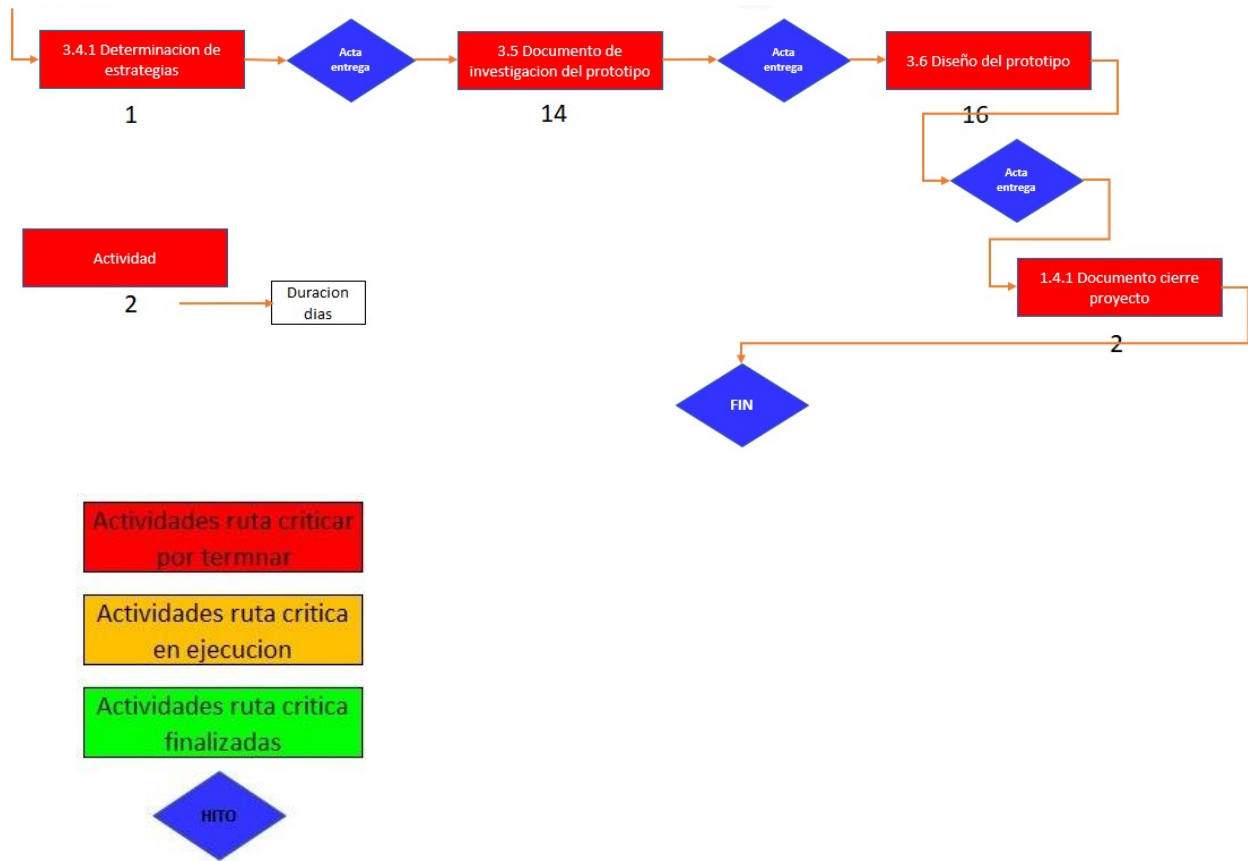 3.4.1 Determinacion de
estrategias
1
Acta
entrega
3.5 Documento de
investigacion del prototipo
14
Acta
entrega
3.6 Diseño del prototipo
16
Acta
entrega
Actividad
2
Duracion
dias
1.4.1 Documento cierre
proyecto
2
FIN
Actividades ruta criticar
por termnar
Actividades ruta critica
en ejecucion
Actividades ruta critica
finalizadas
HITO